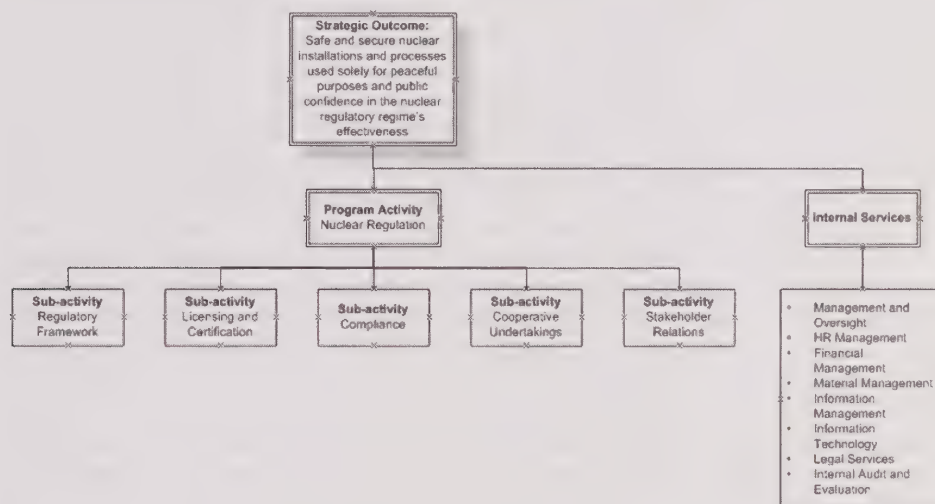 Strategic Outcome:
Safe and secure nuclear
installations and processes
used solely for peaceful
purposes and public
confidence in the nuclear
regulatory regime's
effectiveness
Program Activity
Nuclear Regulation
Internal Services
Sub-activity
Regulatory
Framework
Sub-activity
Licensing and
Certification
Sub-activity
Compliance
Sub-activity
Cooperative
Undertakings
Sub-activity
Stakeholder
Relations
• Management and
Oversight
• HR Management
• Financial
Management
• Material Management
• Information
Management
• Information
Technology
• Legal Services
• Internal Audit and
Evaluation